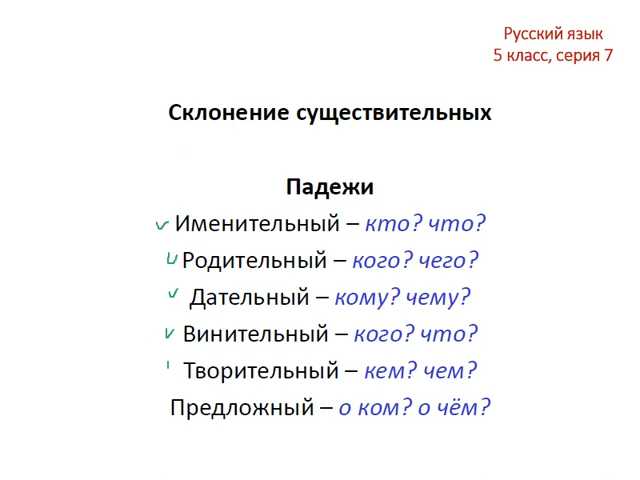 Русский язык
5 класс, серия 7
Склонение существительных
Падежи
Именительный – кто? что?
Родительный – кого? чего?
Дательный – кому? чему?
Винительный – кого? что?
Творительный – кем? чем?
Предложный – о ком? о чём?